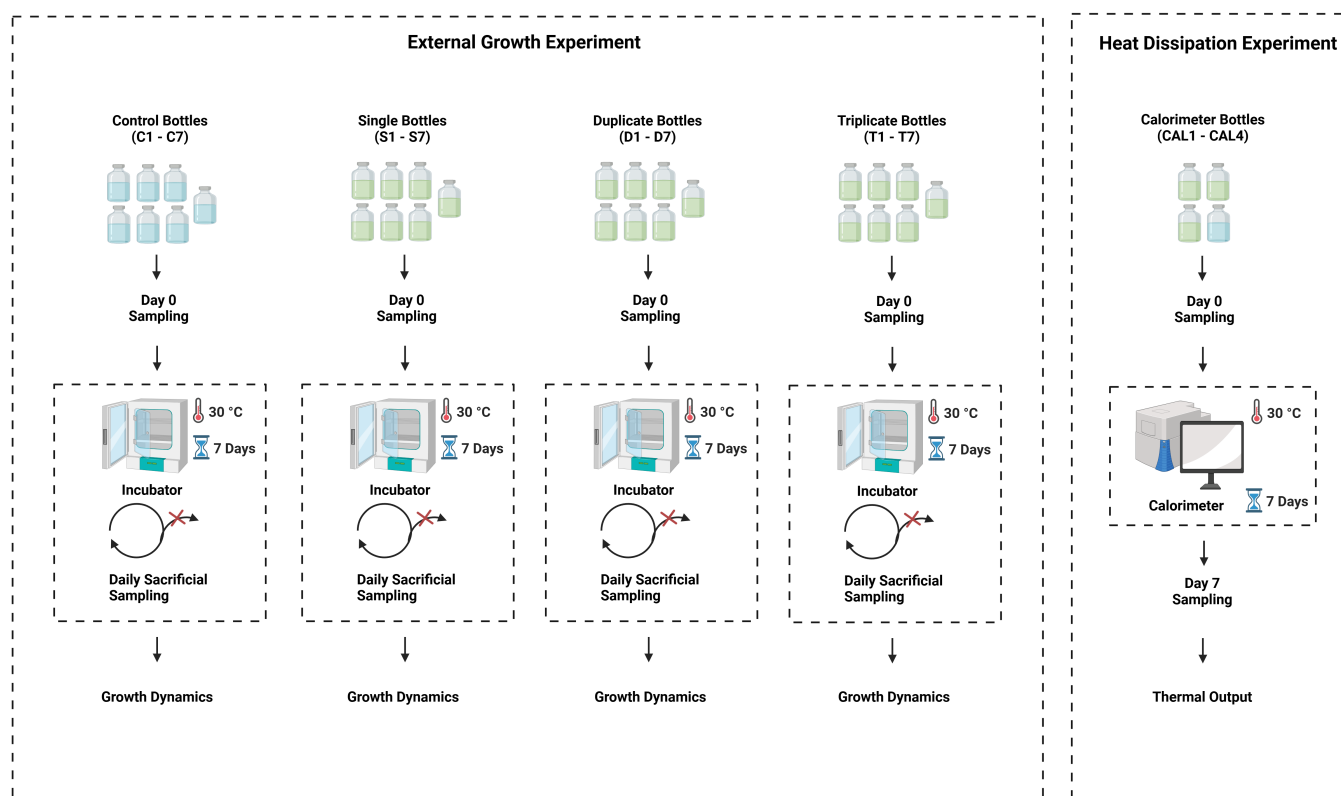 External Growth Experiment
Control Bottles
(C1 - C7)
Day 0
Sampling
30 °C
7 Days
Incubator
Daily Sacrificial
Sampling
Growth Dynamics
Single Bottles
(S1 - S7)
Day 0
Sampling
30 °C
7 Days
Incubator
Daily Sacrificial
Sampling
Growth Dynamics
Duplicate Bottles
(D1 - D7)
Day 0
Sampling
30 °C
7 Days
Incubator
Daily Sacrificial
Sampling
Growth Dynamics
Triplicate Bottles
(T1 - T7)
Day 0
Sampling
30 °C
7 Days
Incubator
Daily Sacrificial
Sampling
Growth Dynamics
Heat Dissipation Experiment
Calorimeter Bottles
(CAL1 - CAL4)
Day 0
Sampling
30 °C
Calorimeter
7 Days
Day 7
Sampling
Thermal Output